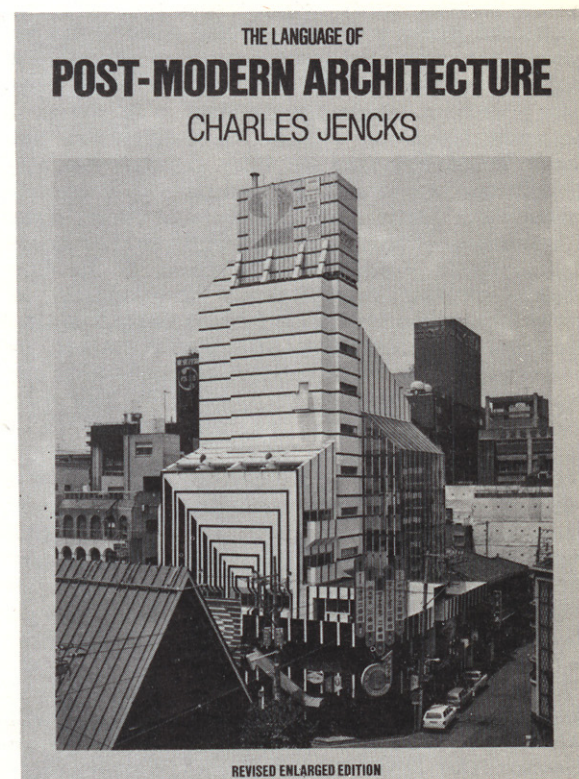 THE LANGUAGE OF
POST-MODERN ARCHITECTURE
CHARLES JENCKS
REVISED ENLARGED EDITION